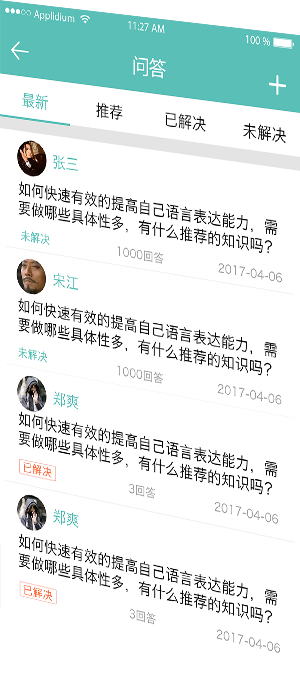 Applidium
11:27 AM
100 %
问答
最新
推荐
已解决
未解决
张三
如何快速有效的提高自己语言表达能力，需
要做哪些具体性多，有什么推荐的知识吗？
未解决
1000回答
2017-04-06
宋江
如何快速有效的提高自己语言表达能力，需
要做哪些具体性多，有什么推荐的知识吗？
未解决
1000回答
2017-04-06
郑爽
如何快速有效的提高自己语言表达能力，需
要做哪些具体性多，有什么推荐的知识吗？
已解决
3回答
2017-04-06
郑爽
如何快速有效的提高自己语言表达能力，需
要做哪些具体性多，有什么推荐的知识吗？
已解决
3回答
2017-04-06